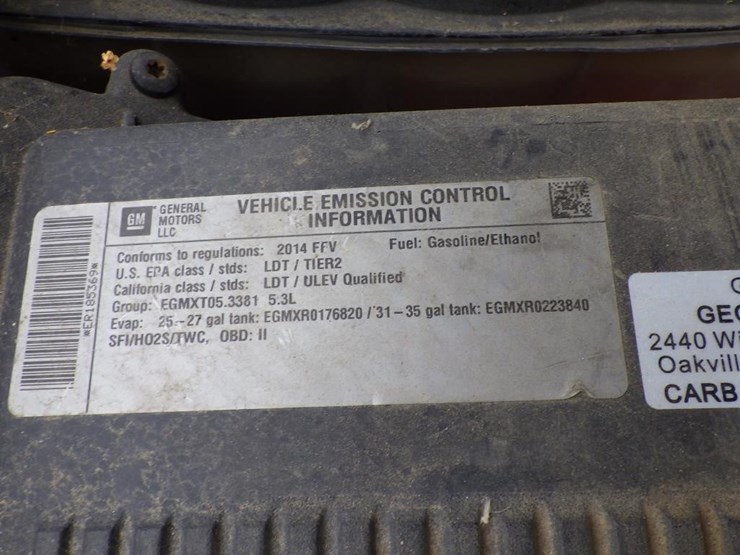 *ER185369*
GM GENERAL MOTORS LLC
VEHICLE EMISSION CONTROL
INFORMATION
Conforms to regulations: 2014 FFV Fuel: Gasoline/Ethanol
U.S. EPA class / stds: LDT / TIER2
California class / stds: LDT / ULEV Qualified
Group: EGMXT05.3381 5.3L
Evap: 25-27 gal tank: EGMXR0176820 / 31-35 gal tank: EGMXR0223840
SFI/HO2S/TWC, OBD: II
2440
CARB